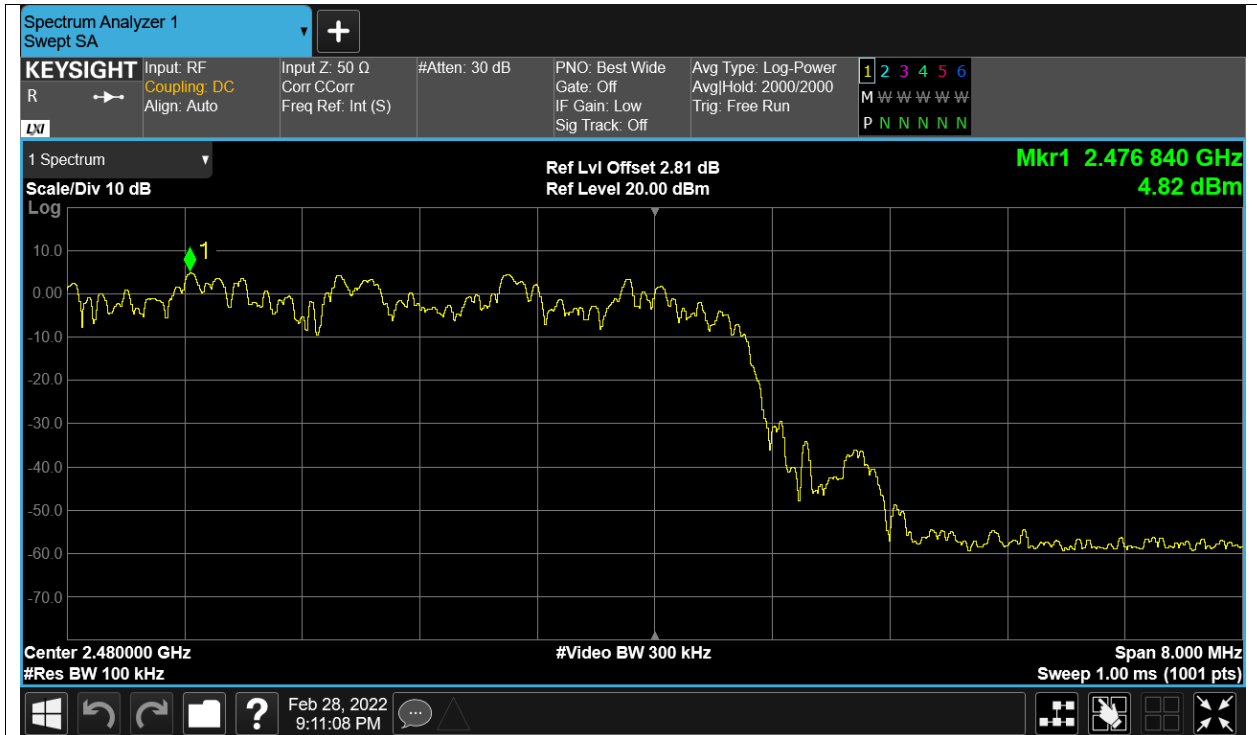 Spectrum Analyzer 1
Swept SA
+
KEYSIGHT
R
LXI
Input: RF
Coupling: DC
Align: Auto
Input Z: 50 Ω
Corr CCorr
Freq Ref: Int (S)
#Atten: 30 dB
PNO: Best Wide
Gate: Off
IF Gain: Low
Sig Track: Off
Avg Type: Log-Power
Avg|Hold: 2000/2000
Trig: Free Run
1 2 3 4 5 6
M W W W W W
P N N N N N N
1 Spectrum
Scale/Div 10 dB
Log
Ref Lvl Offset 2.81 dB
Ref Level 20.00 dBm
Mkr1 2.476 840 GHz
4.82 dBm
1
10.0
0.00
-10.0
-20.0
-30.0
-40.0
-50.0
-60.0
-70.0
Center 2.480000 GHz
#Res BW 100 kHz
#Video BW 300 kHz
Span 8.000 MHz
Sweep 1.00 ms (1001 pts)
?
Feb 28, 2022
9:11:08 PM